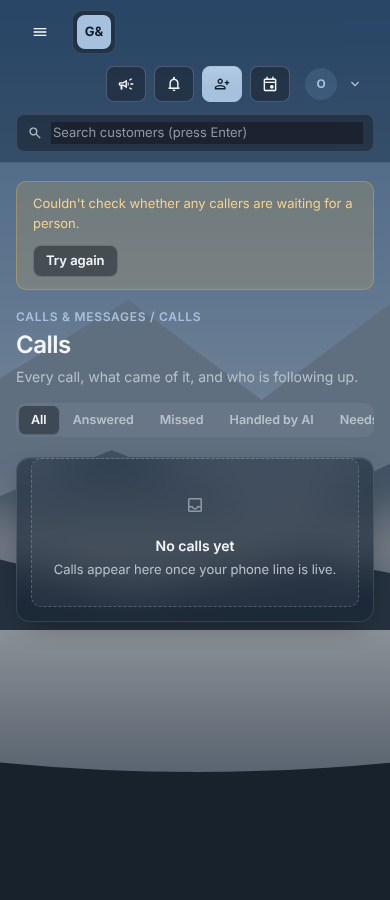 G&
O
Search customers (press Enter)
Couldn't check whether any callers are waiting for a
person.
Try again
CALLS & MESSAGES / CALLS
Calls
Every call, what came of it, and who is following up.
All Answered Missed Handled by AI Needs
No calls yet
Calls appear here once your phone line is live.